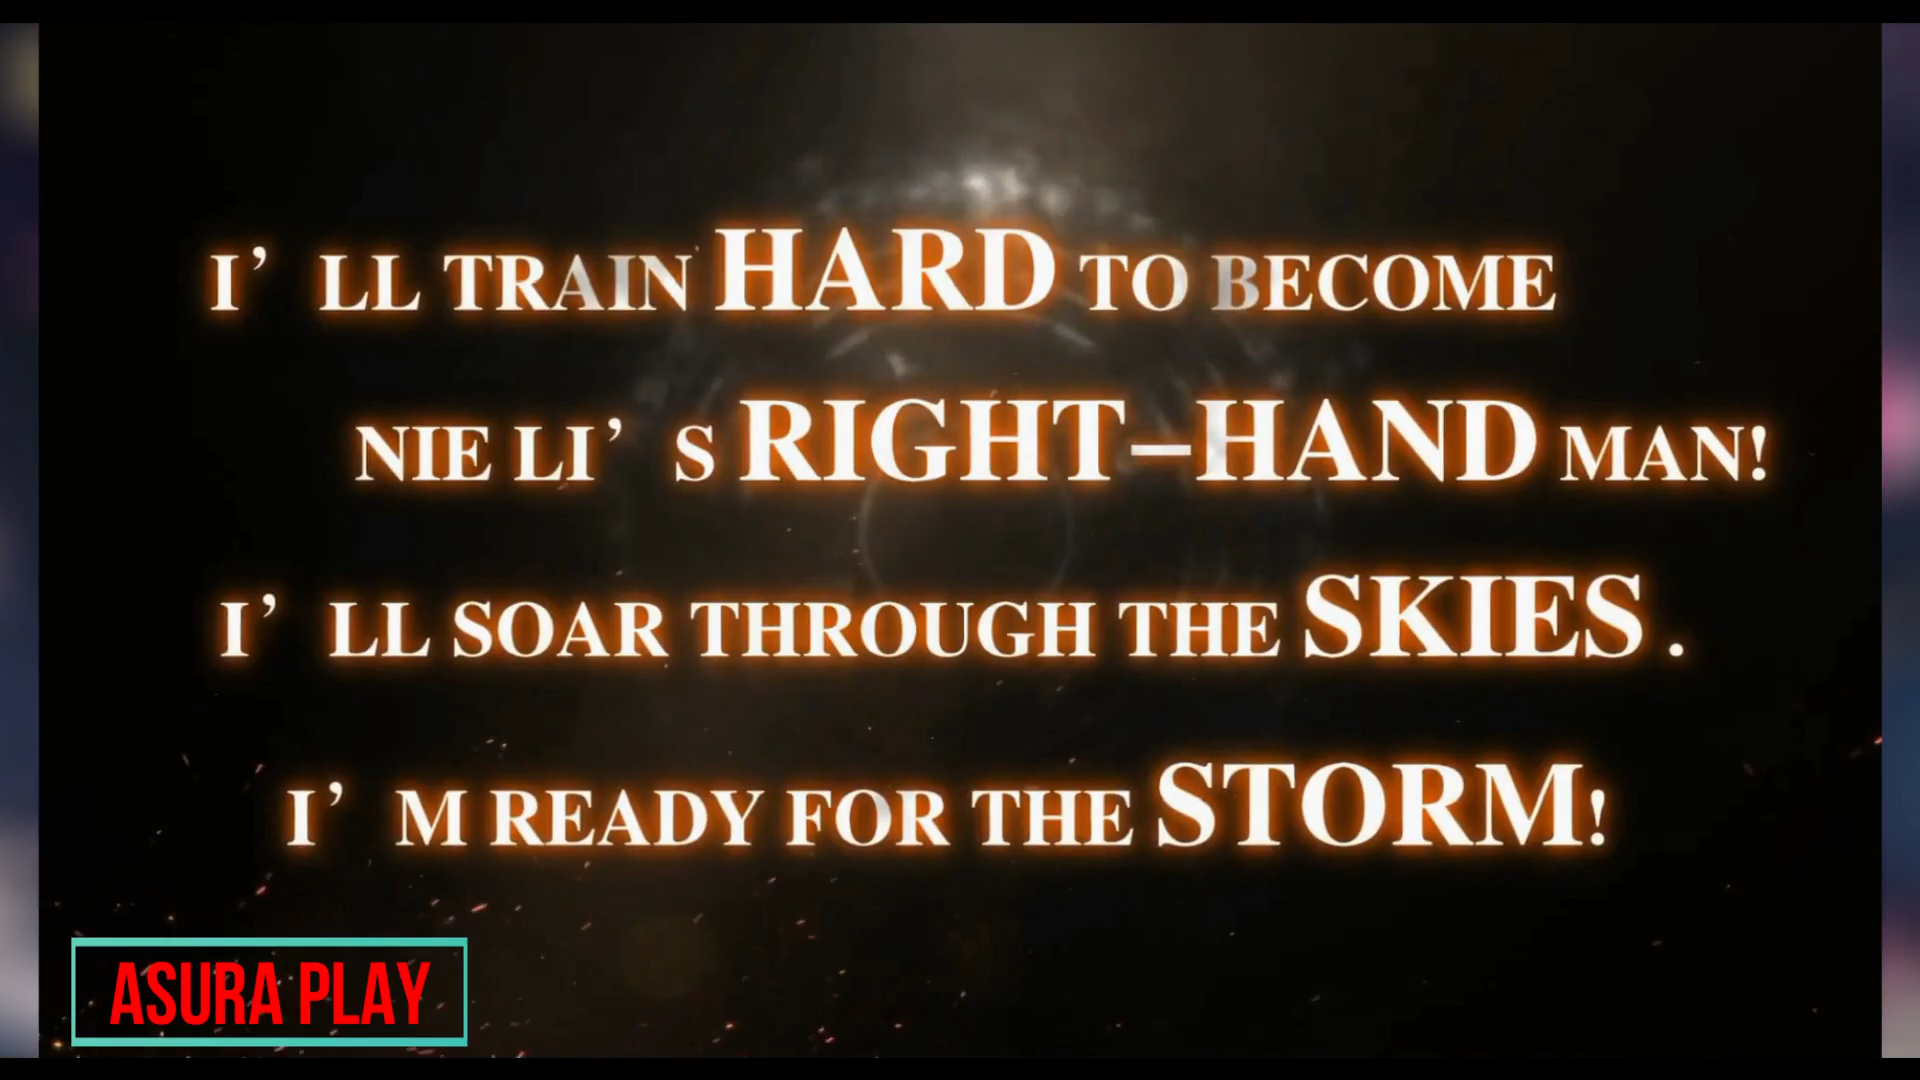 I’LL TRAIN HARD TO BECOME
NIE LI’S RIGHT-HAND MAN!
I’LL SOAR THROUGH THE SKIES.
I’M READY FOR THE STORM!
ASURA PLAY